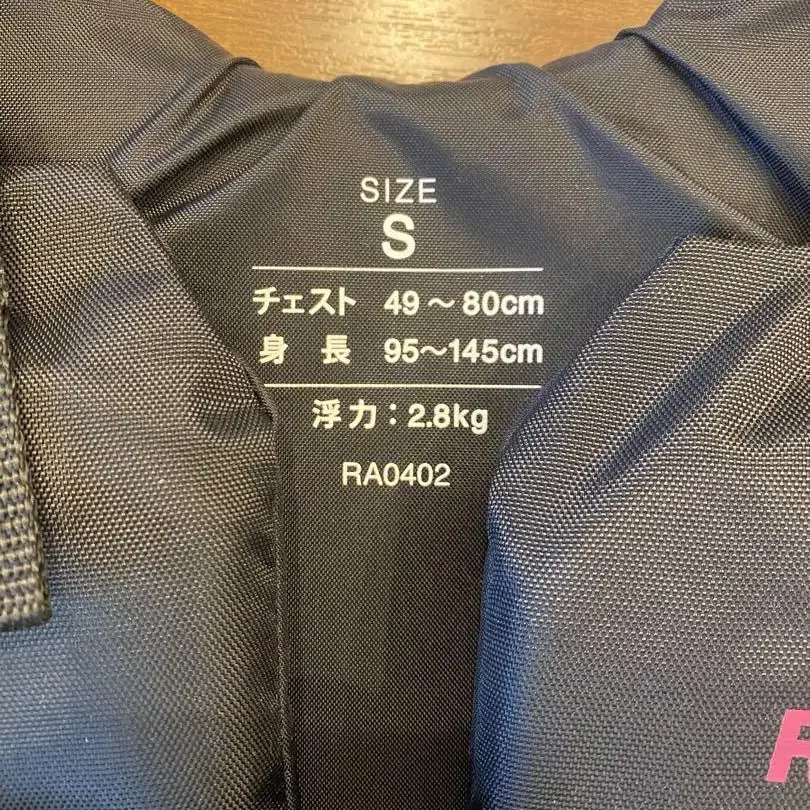 SIZE
S
チェスト 49～80cm
身 長 95～145cm
浮力：2.8kg
RA0402